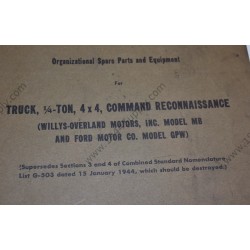 Organizational Spare Parts and Equipment
For
TRUCK, ¼-TON, 4 x 4, COMMAND RECONNAISSANCE
(WILLYS-OVERLAND MOTORS, INC. MODEL MB
AND FORD MOTOR CO. MODEL GPW)
(Supersedes Sections 3 and 4 of Combined Standard Nomenclature
List G-503 dated 15 January 1944, which should be destroyed.)